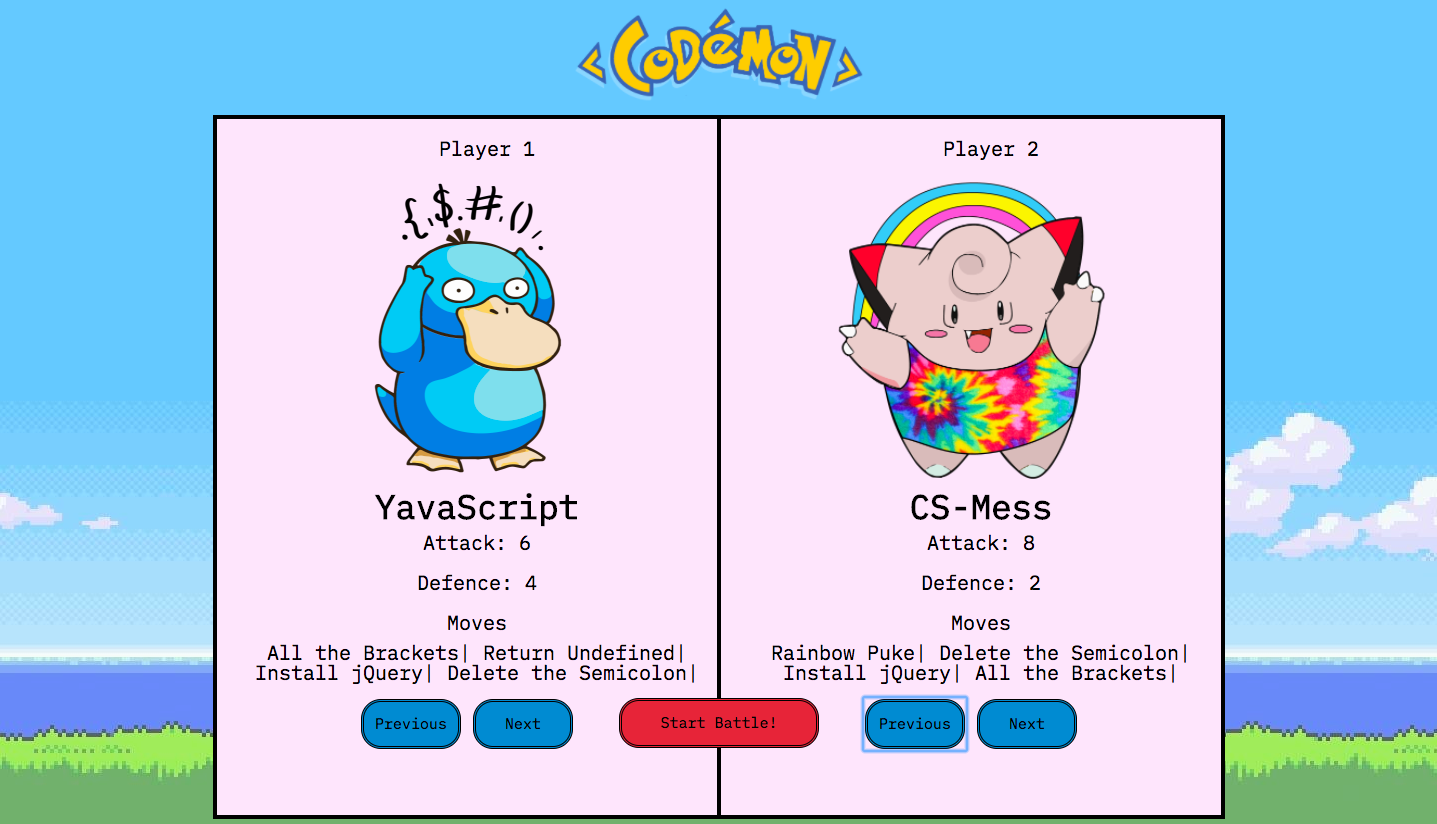 <CoDéMoN>
Player 1
{,$.#,(),.
YavaScript
Attack: 6
Defence: 4
Moves
All the Brackets| Return Undefined|
Install jQuery| Delete the Semicolon|
Previous
Next
Start Battle!
Player 2
CS-Mess
Attack: 8
Defence: 2
Moves
Rainbow Puke| Delete the Semicolon|
Install jQuery| All the Brackets|
Previous
Next